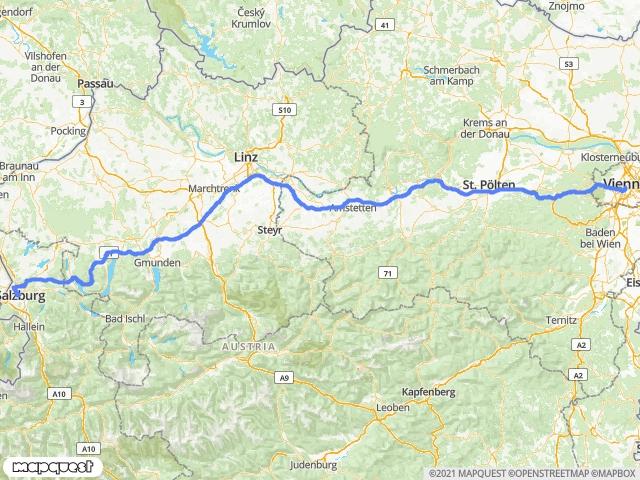 Český
Krumlov
Znojmo
gendorf
41
Vilshofen
an der
Donau
Passau
Schmerbach
am Kamp
S3
3
S10
Pocking
Krems an
der Donau
Klosterneubu
Braunau
am Inn
Linz
Marchtrenk
St. Pölten
Vienn
Amstetten
Steyr
Baden
bei Wien
Gmunden
71
Salzburg
Eis
Bad Ischl
Hallein
Ternitz
AUSTRIA
A2
A9
A2
A10
Kapfenberg
Leoben
A10
Judenburg
mapquest
©2021 MAPQUEST ©OPENSTREETMAP ©MAPBOX